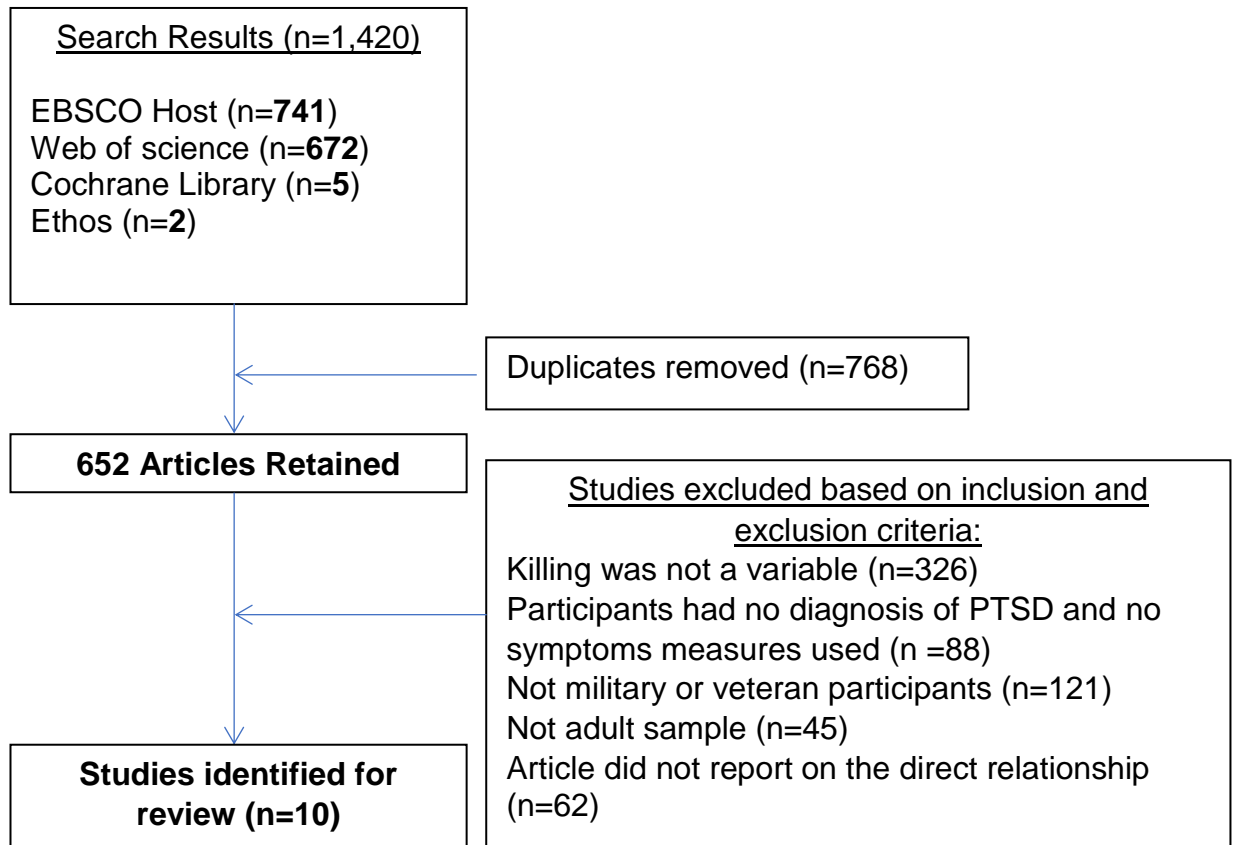 Search Results (n=1,420)
EBSCO Host (n=741)
Web of science (n=672)
Cochrane Library (n=5)
Ethos (n=2)
Duplicates removed (n=768)
652 Articles Retained
Studies excluded based on inclusion and
exclusion criteria:
Killing was not a variable (n=326)
Participants had no diagnosis of PTSD and no
symptoms measures used (n =88)
Not military or veteran participants (n=121)
Not adult sample (n=45)
Article did not report on the direct relationship
(n=62)
Studies identified for
review (n=10)